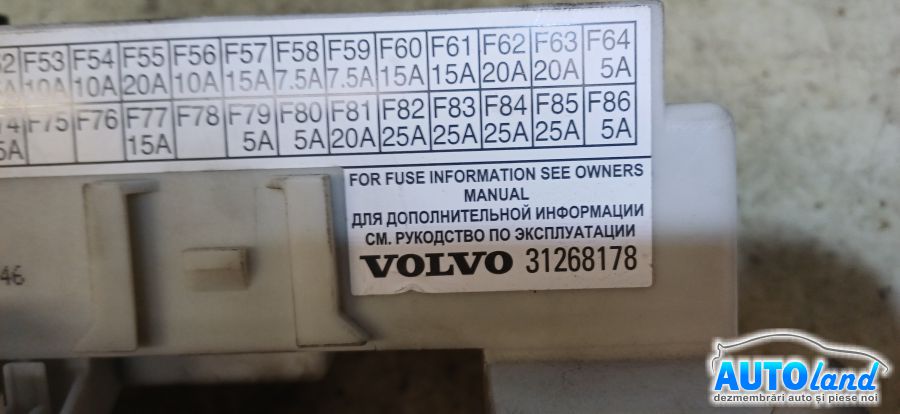 F53 F54 F55 F56 F57 F58 F59 F60 F61 F62 F63 F64
10A 10A 20A 10A 15A 7.5A 7.5A 15A 15A 20A 20A 5A
F75 F76 F77 F78 F79 F80 F81 F82 F83 F84 F85 F86
15A 5A 5A 20A 25A 25A 25A 25A 5A
FOR FUSE INFORMATION SEE OWNERS
MANUAL
ДЛЯ ДОПОЛНИТЕЛЬНОЙ ИНФОРМАЦИИ
СМ. РУКОДСТВО ПО ЭКСПЛУАТАЦИИ
VOLVO 31268178
46
AUTOland
dezmembrări auto și piese noi